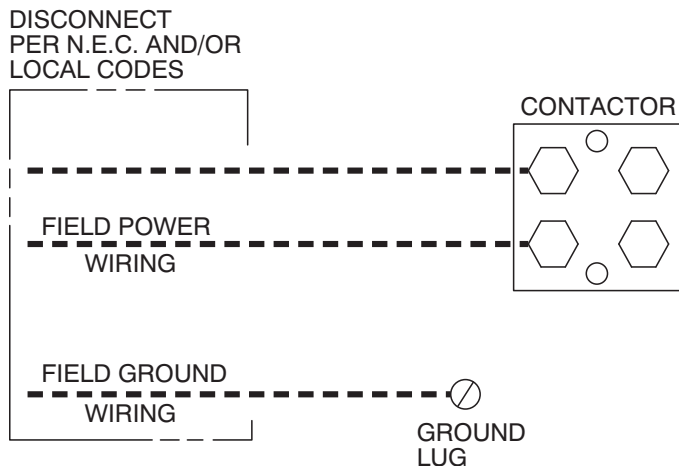 DISCONNECT
PER N.E.C. AND/OR
LOCAL CODES
CONTACTOR
FIELD POWER
WIRING
FIELD GROUND
WIRING
GROUND
LUG